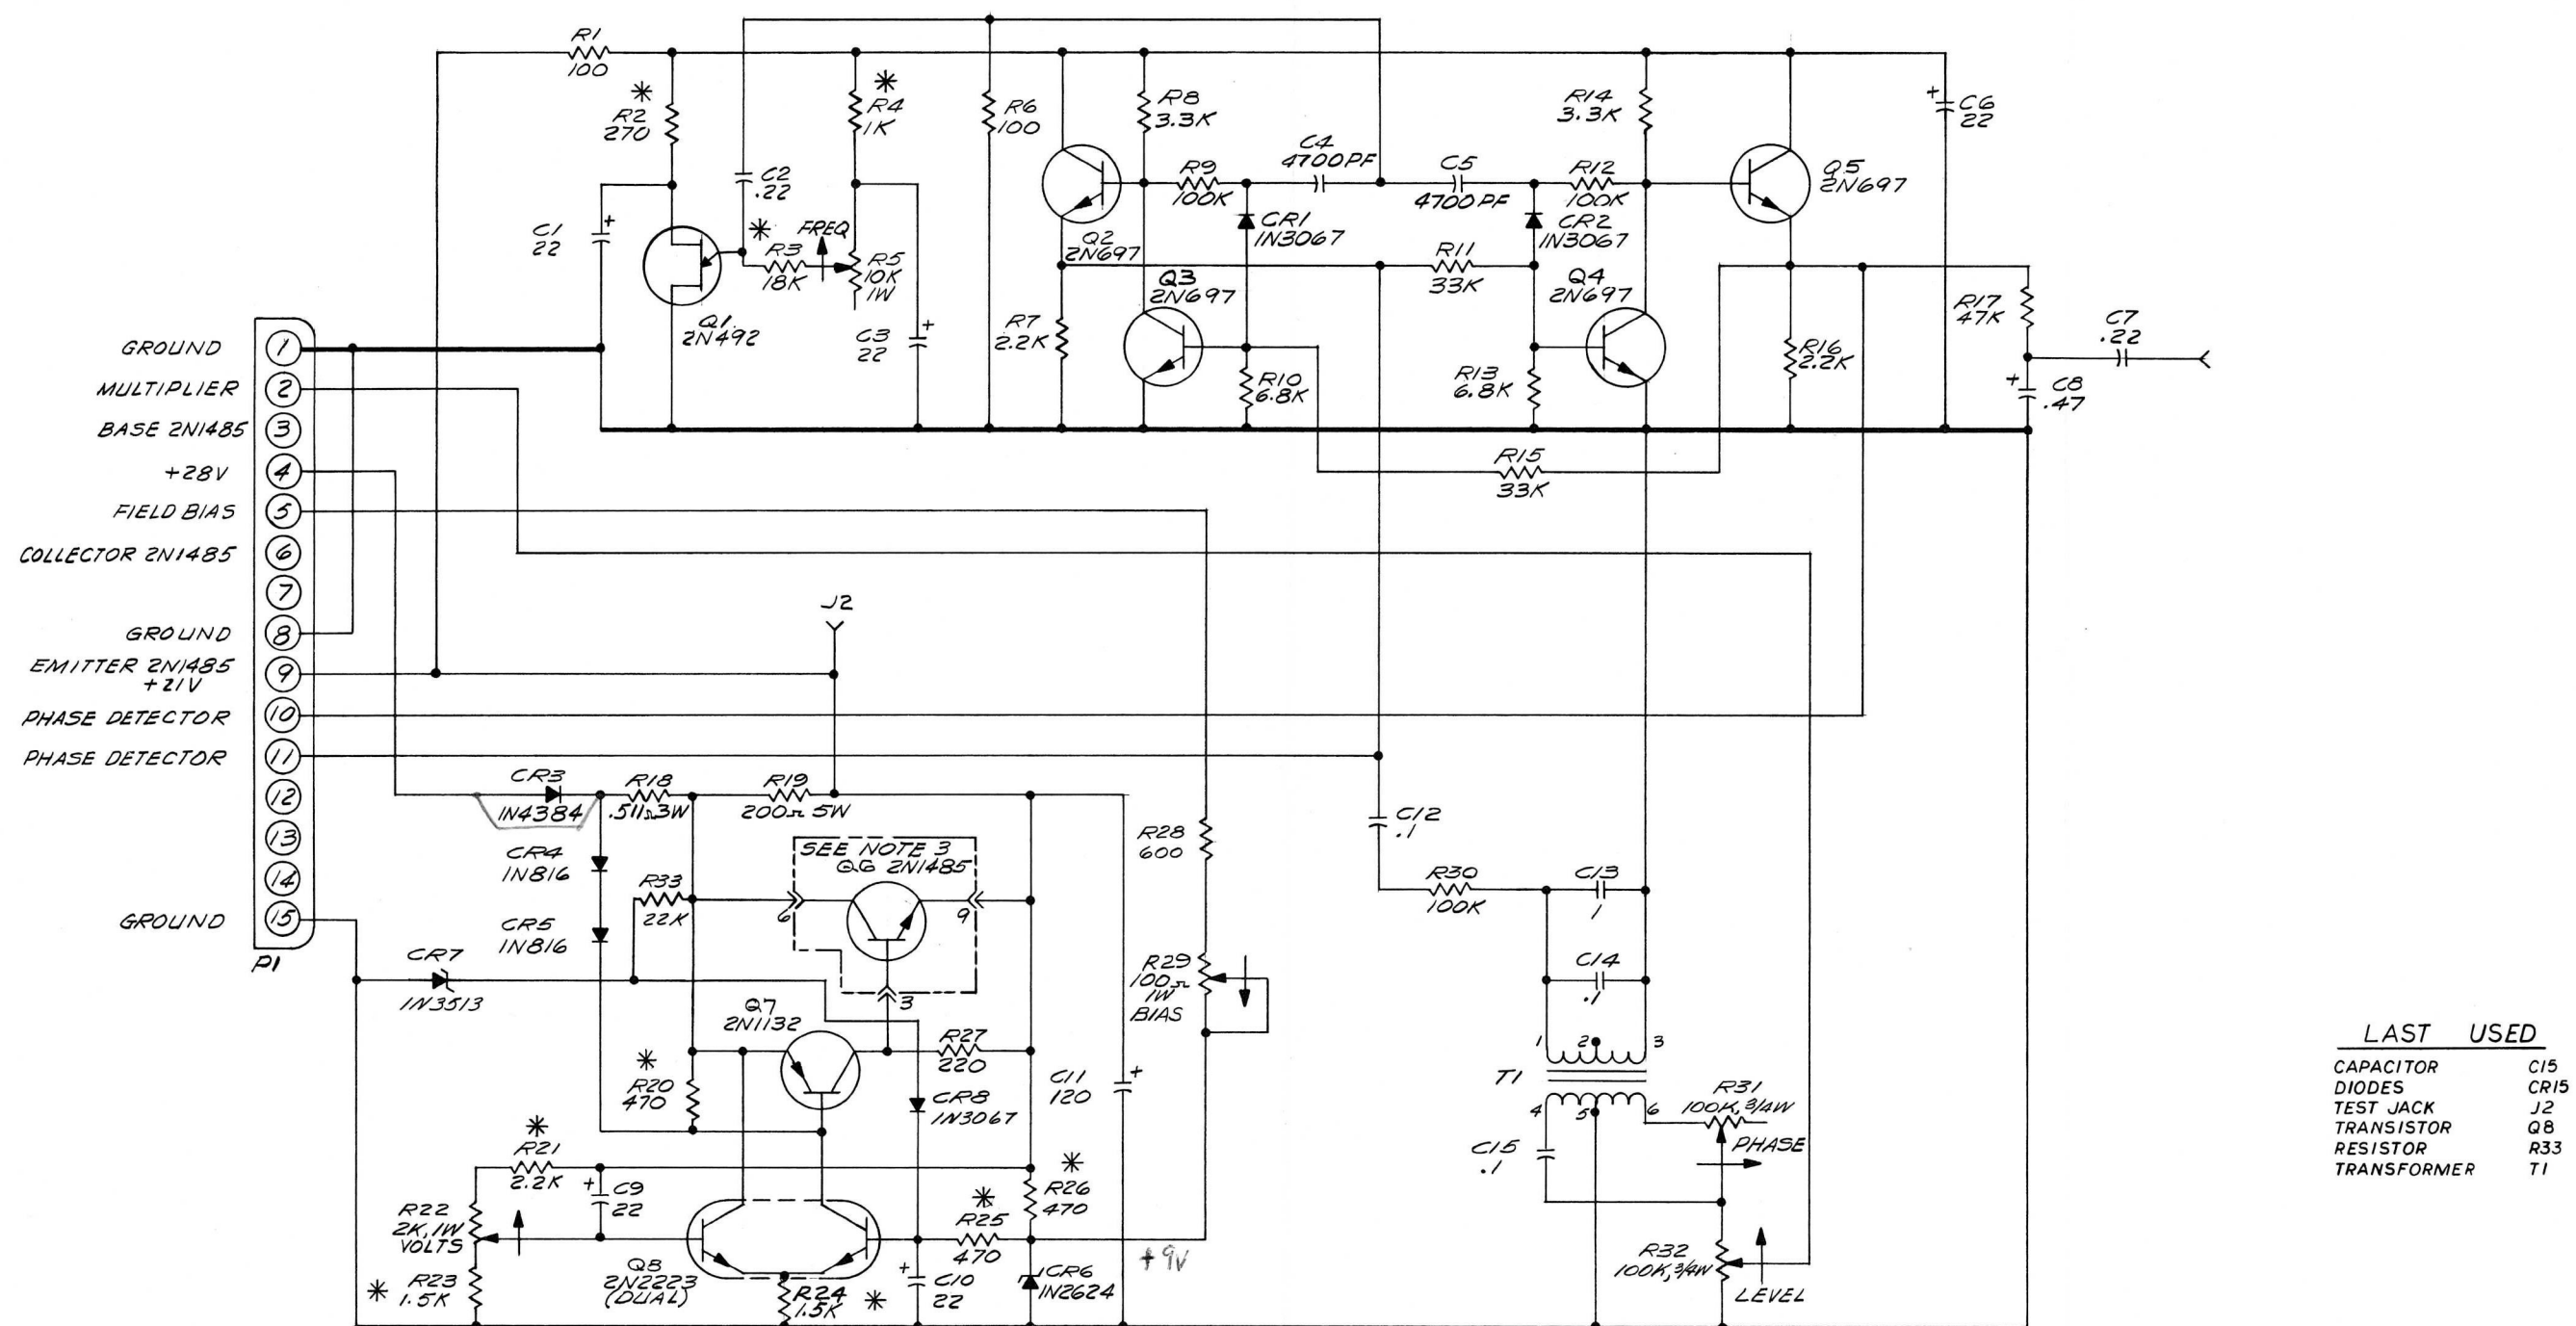 R1
100
*
R2
270
*
R4
1K
R6
100
R8
3.3K
R14
3.3K
+
C6
22
C2
.22
C4
4700PF
R9
100K
C5
4700PF
R12
100K
Q5
2N697
C1
22
+
*
R3
18K
FREQ
R5
10K
1W
Q2
2N697
CR1
1N3067
CR2
1N3067
R11
33K
Q1
2N492
C3
22
+
R7
2.2K
Q3
2N697
Q4
2N697
R10
6.8K
R13
6.8K
R16
2.2K
R17
47K
C7
.22
+
C8
.47
R15
33K
GROUND 1
MULTIPLIER 2
BASE 2N1485 3
+28V 4
FIELD BIAS 5
COLLECTOR 2N1485 6
7
GROUND 8
EMITTER 2N1485 9
+21V
PHASE DETECTOR 10
PHASE DETECTOR 11
12
13
14
GROUND 15
P1
J2
CR3
1N4384
R18
.511Ω3W
R19
200Ω 5W
CR4
1N816
CR5
1N816
R33
22K
SEE NOTE 3
Q6 2N1485
6
9
3
CR7
1N3513
Q7
2N1132
R27
220
*
R20
470
CR8
1N3067
C11
120
+
R28
600
R29
100Ω
1W
BIAS
C12
.1
R30
100K
C13
1
C14
.1
1
2
3
T1
4
5
6
R31
100K, 3/4W
PHASE
C15
.1
R32
100K, 3/4W
LEVEL
*
R21
2.2K
+
C9
22
R22
2K, 1W
VOLTS
*
R23
1.5K
Q8
2N2223
(DUAL)
R24
1.5K
*
+
C10
22
*
R25
470
*
R26
470
CR6
1N2624
+9V
LAST USED
CAPACITOR C15
DIODES CR15
TEST JACK J2
TRANSISTOR Q8
RESISTOR R33
TRANSFORMER T1